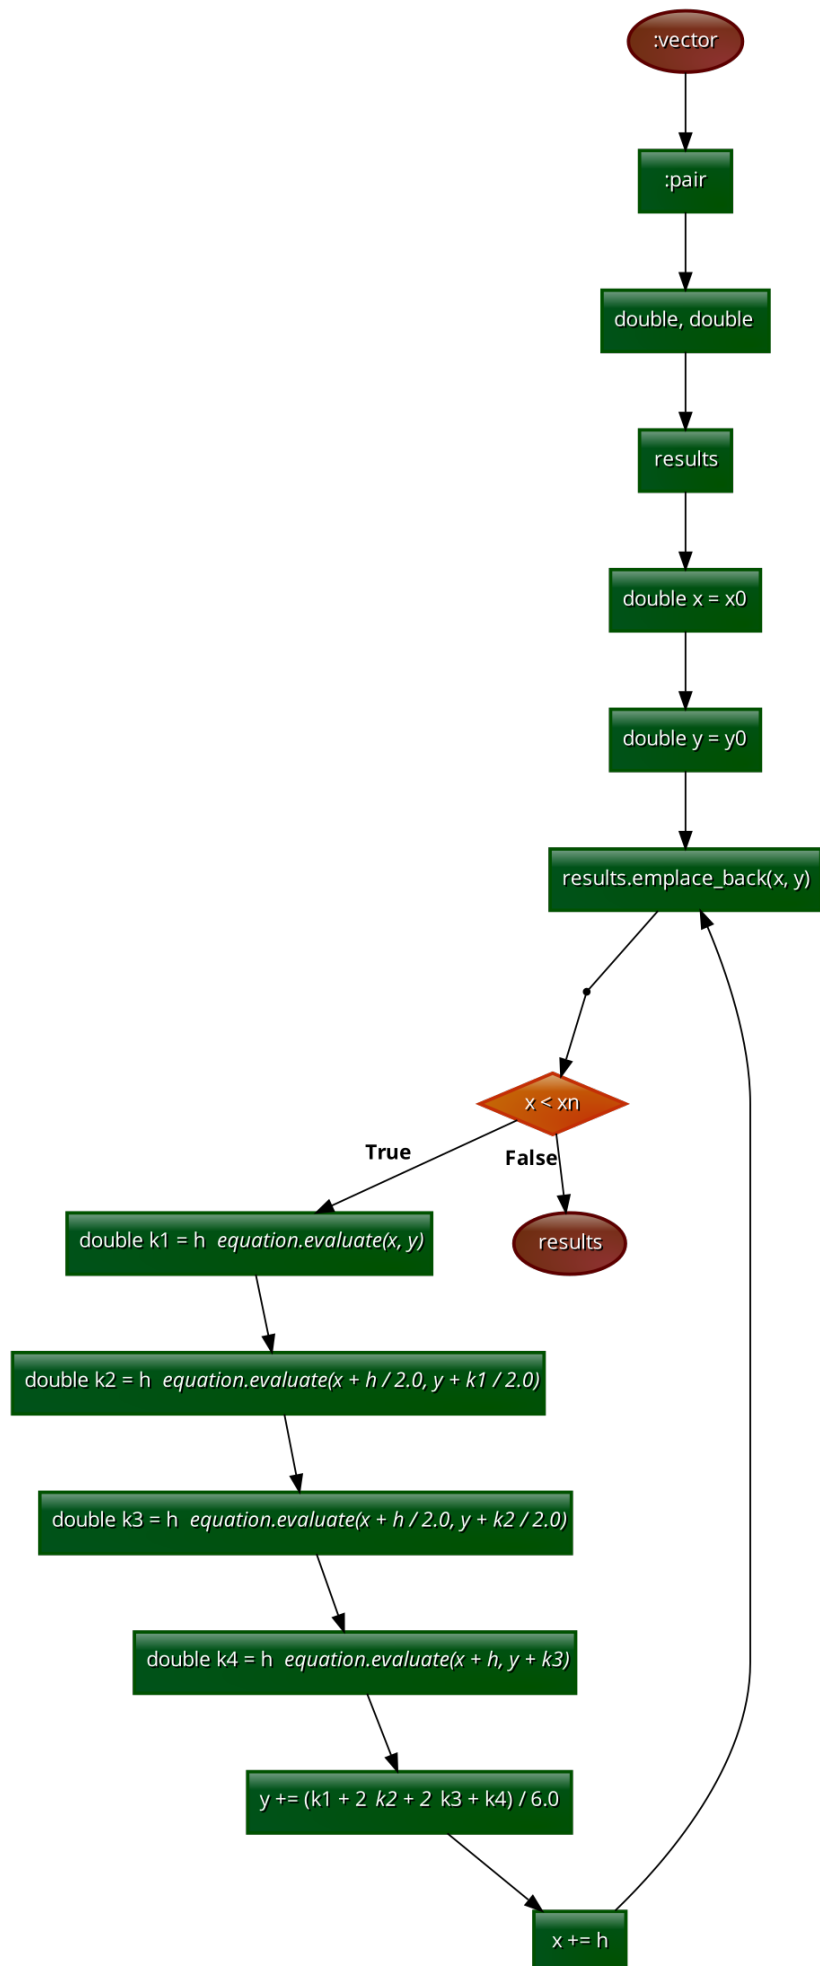 :vector
:pair
double, double
results
double x = x0
double y = y0
results.emplace_back(x, y)
x < xn
True
False
double k1 = h equation.evaluate(x, y)
results
double k2 = h equation.evaluate(x + h / 2.0, y + k1 / 2.0)
double k3 = h equation.evaluate(x + h / 2.0, y + k2 / 2.0)
double k4 = h equation.evaluate(x + h, y + k3)
y += (k1 + 2 k2 + 2 k3 + k4) / 6.0
x += h